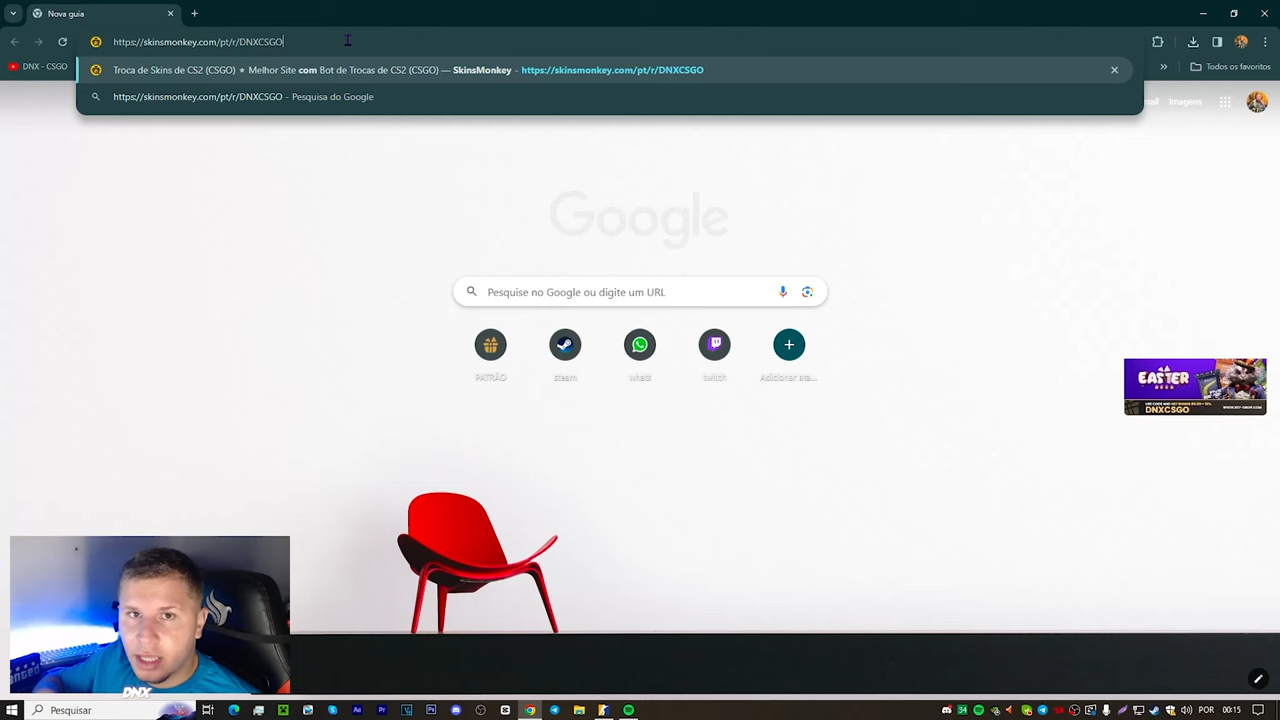 Nova guia
https://skinsmonkey.com/pt/r/DNXCSGO
DNX - CSGO
Troca de Skins de CS2 (CSGO) ★ Melhor Site com Bot de Trocas de CS2 (CSGO) — SkinsMonkey - https://skinsmonkey.com/pt/r/DNXCSGO
Todos os favoritos
https://skinsmonkey.com/pt/r/DNXCSGO - Pesquisa do Google
Imagens
Google
Pesquise no Google ou digite um URL
PATRÃO
steam
whats
twitch
Adicionar ata...
EASTER
DNXCSGO
DNX
Pesquisar
POR
00:15